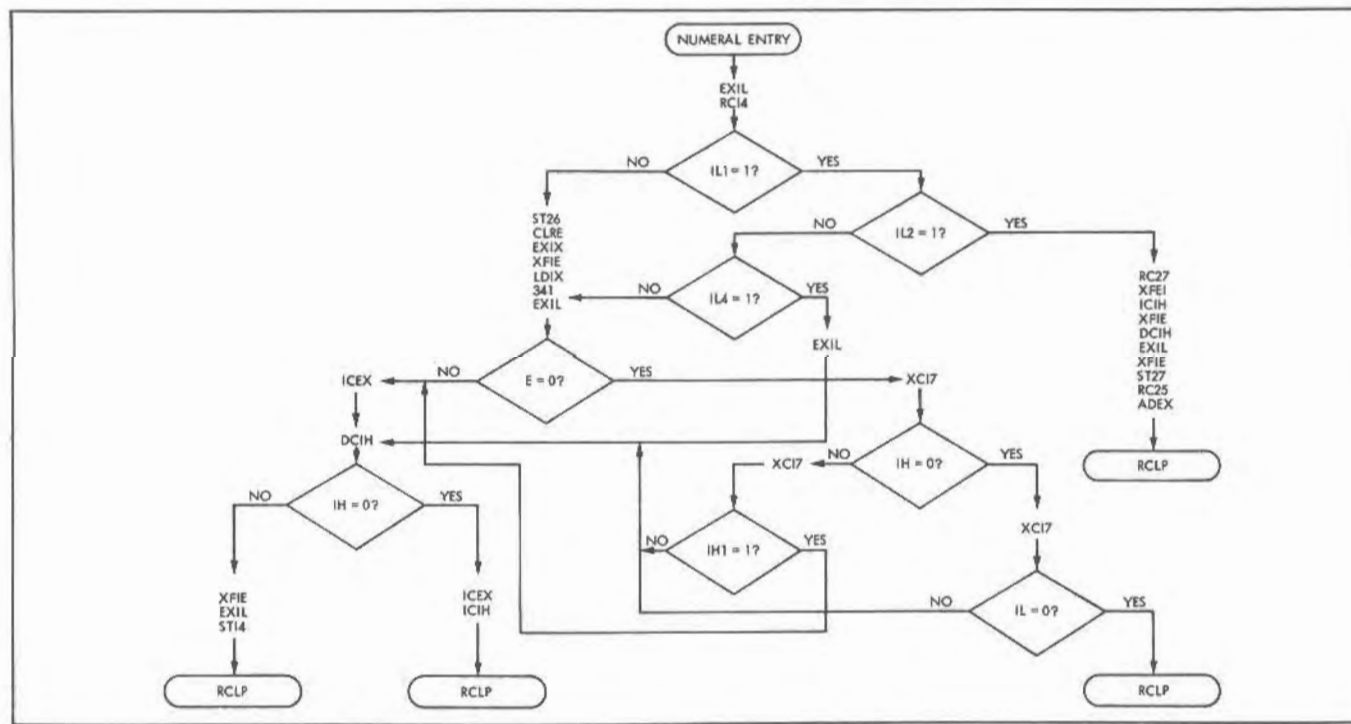 NUMERAL ENTRY
EXIL
RCI4
IL1 = 1?
NO
YES
IL2 = 1?
NO
YES
ST26
CLRE
EXIX
XFIE
LDIX
341
EXIL
IL4 = 1?
NO
YES
EXIL
RC27
XFEI
ICIH
XFIE
DCIH
EXIL
XFIE
ST27
RC25
ADEX
RCLP
E = 0?
NO
YES
ICEX
XCI7
DCIH
IH = 0?
NO
YES
XCI7
IH = 0?
NO
YES
XCI7
IH1 = 1?
NO
YES
IL = 0?
NO
YES
XFIE
EXIL
STI4
ICEX
ICIH
RCLP
RCLP
RCLP